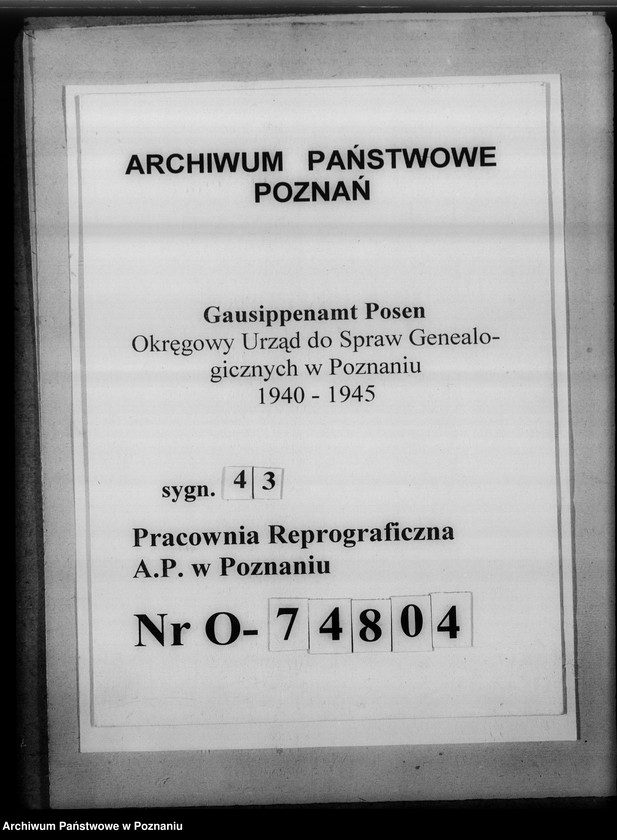 ARCHIWUM PAŃSTWOWE
POZNAŃ
Gausippenamt Posen
Okręgowy Urząd do Spraw Genealo-
gicznych w Poznaniu
1940 - 1945
sygn. 43
Pracownia Reprograficzna
A.P. w Poznaniu
Nr O-74804
Archiwum Państwowe w Poznaniu